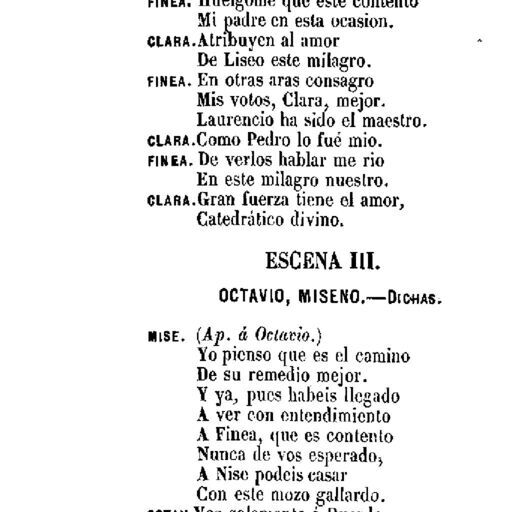 FINEA. Huélgome que esté contento
Mi padre en esta ocasion.
CLARA. Atribuyen al amor
De Liseo este milagro.
FINEA. En otras aras consagro
Mis votos, Clara, mejor.
Laurencio ha sido el maestro.
CLARA. Como Pedro lo fué mio.
FINEA. De verlos hablar me rio
En este milagro nuestro.
CLARA. Gran fuerza tiene el amor,
Catedrático divino.
ESCENA III.
OCTAVIO, MISENO.—DICHAS.
MISE. (Ap. á Octavio.)
Yo pienso que es el camino
De su remedio mejor.
Y ya, pues habeis llegado
A ver con entendimiento
A Finea, que es contento
Nunca de vos esperado,
A Nise podeis casar
Con este mozo gallardo.